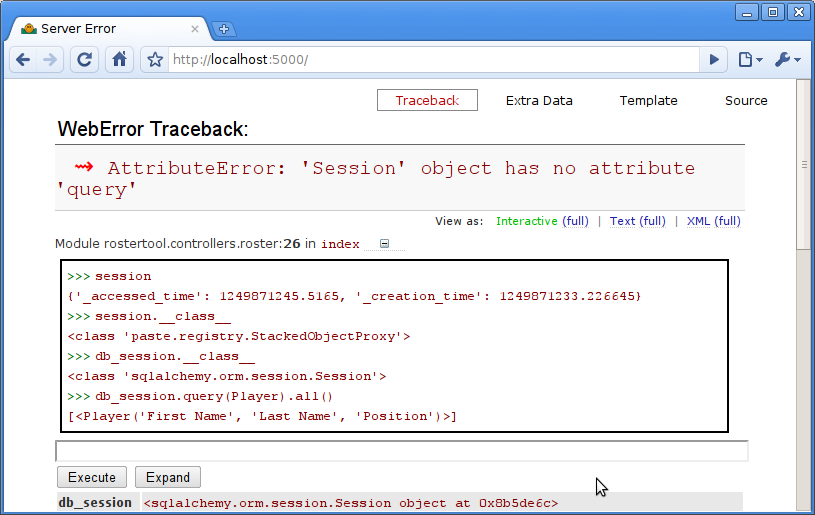 Server Error
http://localhost:5000/
Traceback Extra Data Template Source
WebError Traceback:
⇝ AttributeError: 'Session' object has no attribute
'query'
View as: Interactive (full) | Text (full) | XML (full)
Module rostertool.controllers.roster:26 in index
>>> session
{'_accessed_time': 1249871245.5165, '_creation_time': 1249871233.226645}
>>> session.__class__
<class 'paste.registry.StackedObjectProxy'>
>>> db_session.__class__
<class 'sqlalchemy.orm.session.Session'>
>>> db_session.query(Player).all()
[<Player('First Name', 'Last Name', 'Position')>]
Execute Expand
db_session <sqlalchemy.orm.session.Session object at 0x8b5de6c>